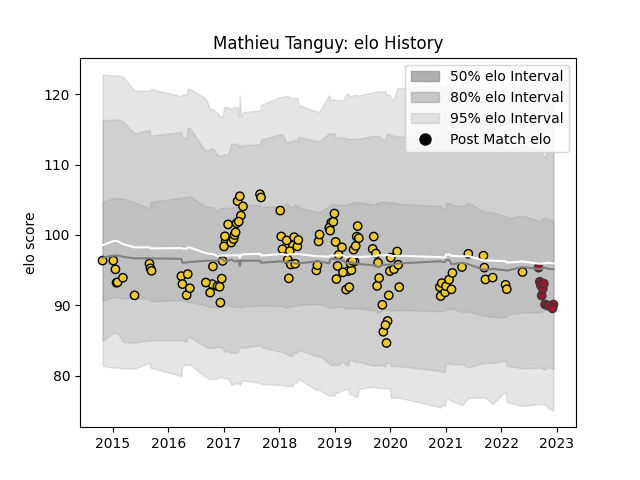 Mathieu Tanguy: elo History
50% elo Interval
80% elo Interval
95% elo Interval
Post Match elo
elo score
120
110
100
90
80
2015 2016 2017 2018 2019 2020 2021 2022 2023